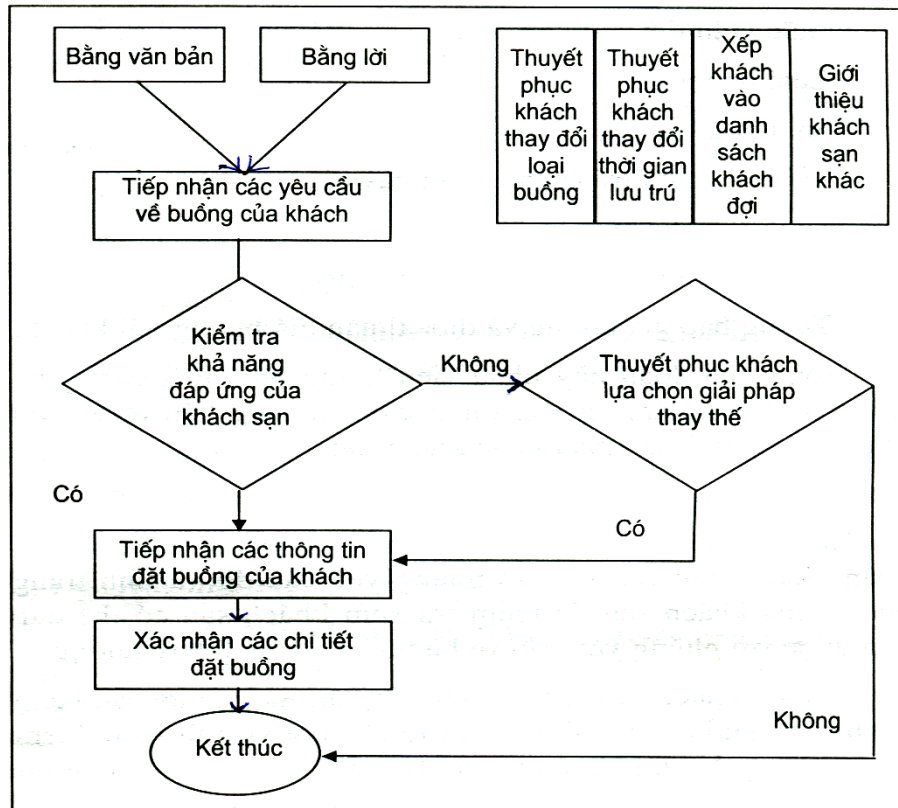 Bằng văn bản
Bằng lời
Thuyết
phục
khách
thay đổi
loại
buồng
Thuyết
phục
khách
thay đổi
thời gian
lưu trú
Xếp
khách
vào
danh
sách
khách
đợi
Giới
thiệu
khách
sạn
khác
Tiếp nhận các yêu cầu
về buồng của khách
Kiểm tra
khả năng
đáp ứng của
khách sạn
Không
Thuyết phục khách
lựa chọn giải pháp
thay thế
Có
Có
Tiếp nhận các thông tin
đặt buồng của khách
Xác nhận các chi tiết
đặt buồng
Không
Kết thúc